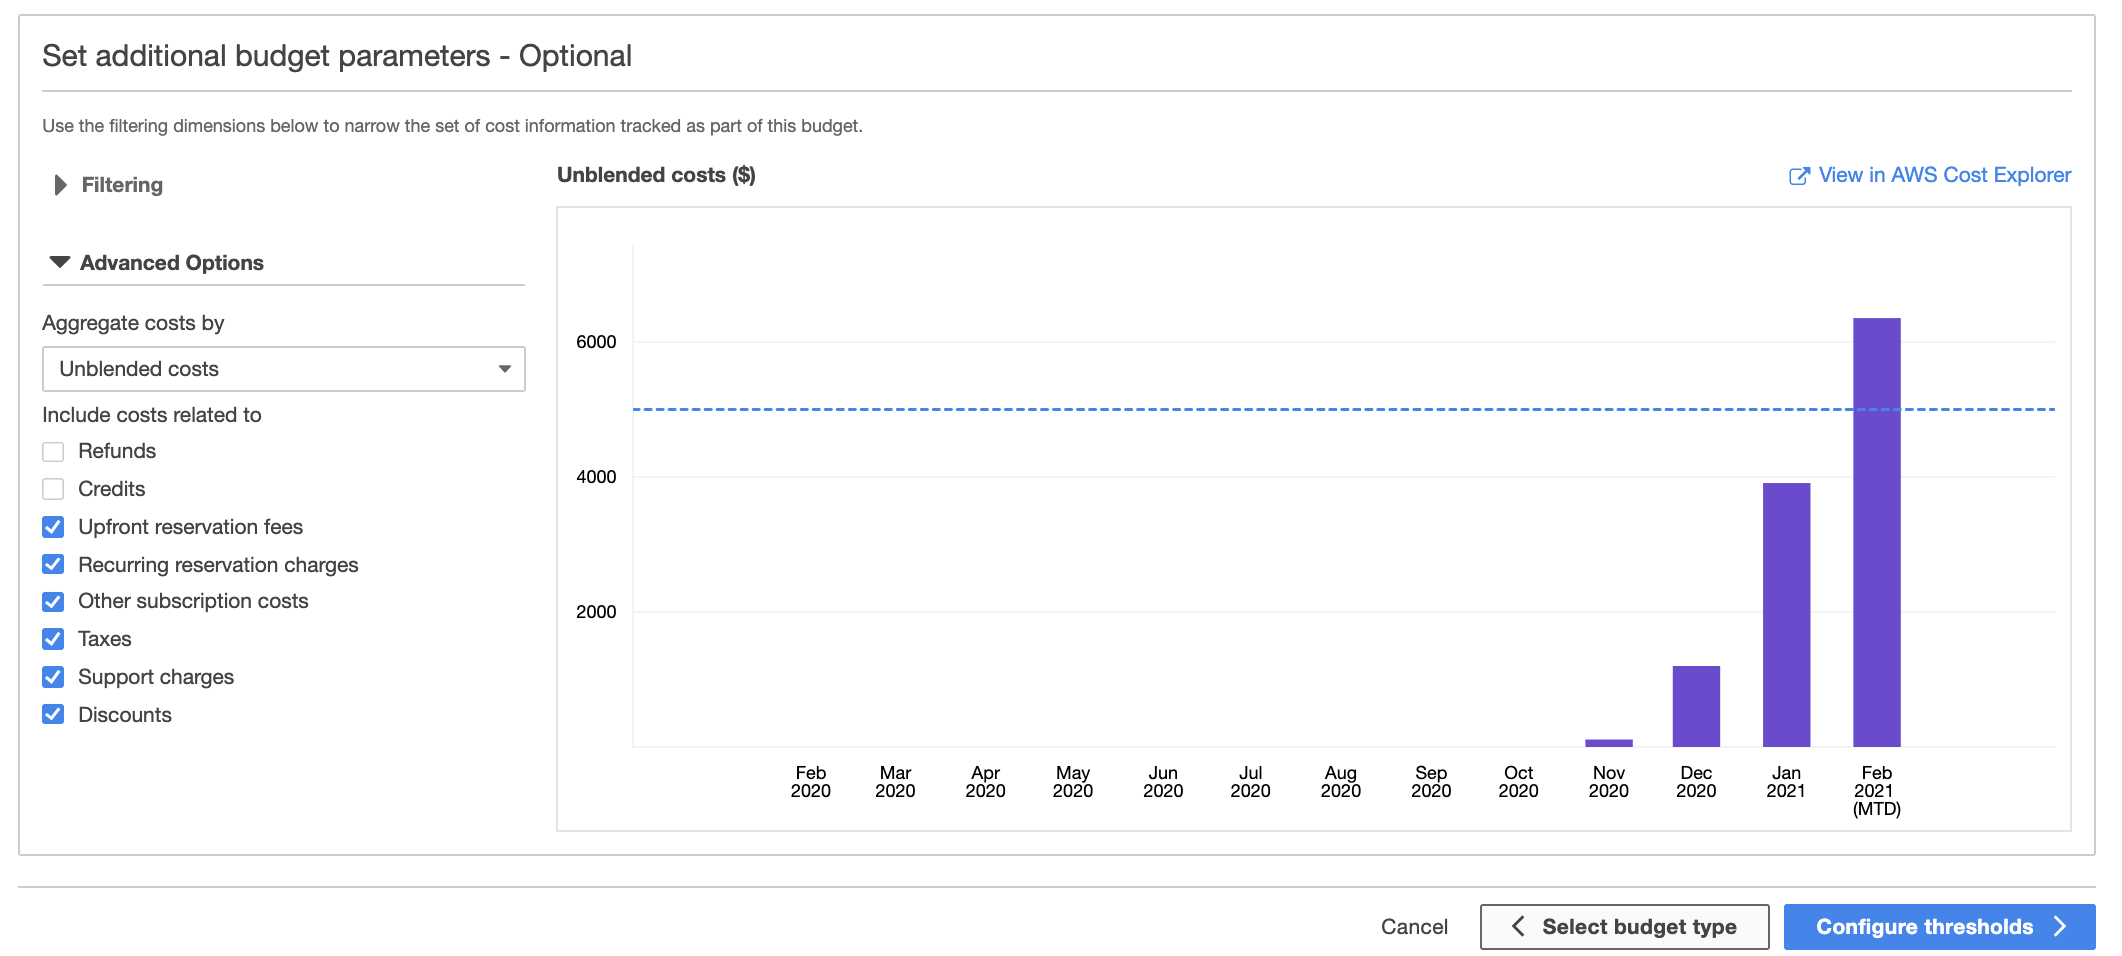 Set additional budget parameters - Optional
Use the filtering dimensions below to narrow the set of cost information tracked as part of this budget.
Filtering
Advanced Options
Aggregate costs by
Unblended costs
Include costs related to
Refunds
Credits
Upfront reservation fees
Recurring reservation charges
Other subscription costs
Taxes
Support charges
Discounts
Unblended costs ($)
View in AWS Cost Explorer
6000
4000
2000
Feb 2020
Mar 2020
Apr 2020
May 2020
Jun 2020
Jul 2020
Aug 2020
Sep 2020
Oct 2020
Nov 2020
Dec 2020
Jan 2021
Feb 2021 (MTD)
Cancel
Select budget type
Configure thresholds